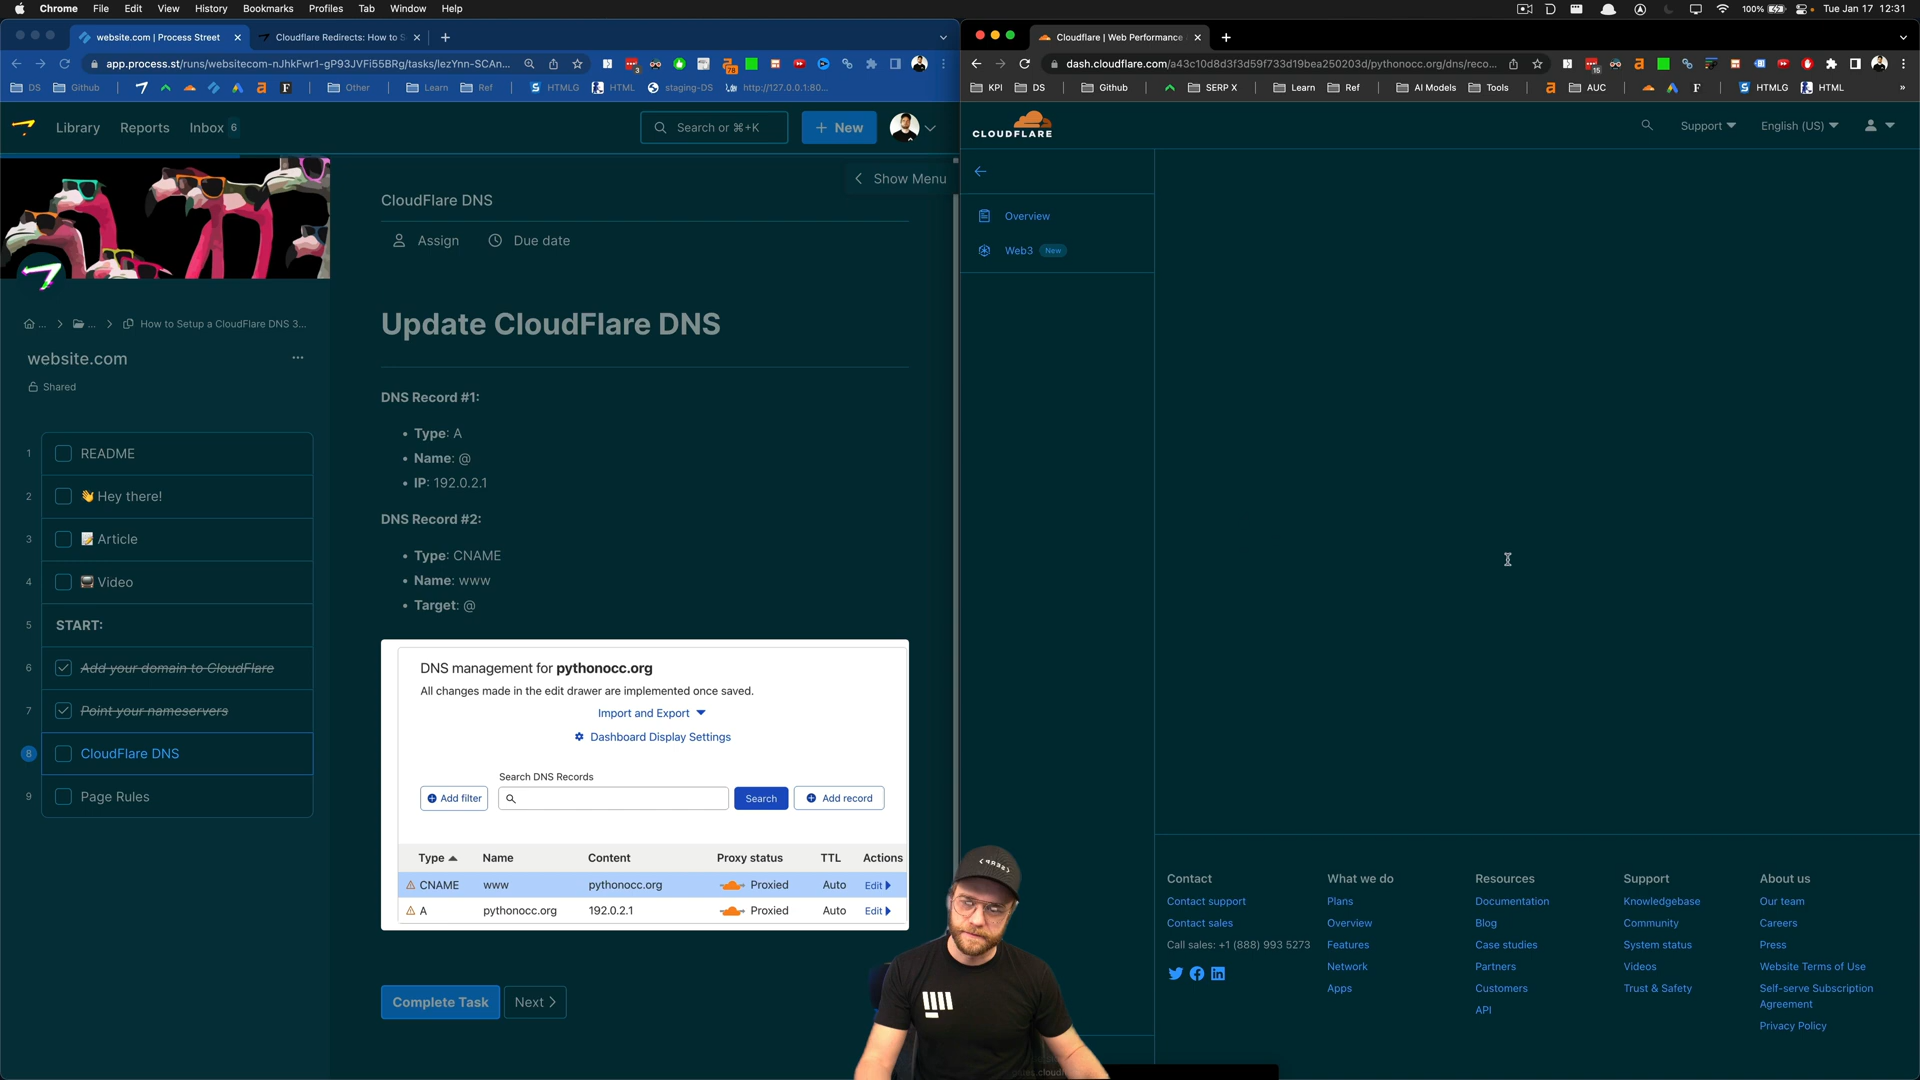 Chrome File Edit View History Bookmarks Profiles Tab Window Help
100% Tue Jan 17 12:31
website.com | Process Street
Cloudflare Redirects: How to S
app.process.st/runs/websitecom-nJhkFwr1-gP93JVFi55BRg/tasks/lezYnn-SCAn...
DS Github Other Learn Ref HTMLG HTML staging-DS http://127.0.0.1:80...
Library Reports Inbox 6
Search or ⌘+K
+ New
Show Menu
How to Setup a CloudFlare DNS 3...
website.com
Shared
1 README
2 👋 Hey there!
3 📝 Article
4 📺 Video
5 START:
6 Add your domain to CloudFlare
7 Point your nameservers
8 CloudFlare DNS
9 Page Rules
CloudFlare DNS
Assign Due date
Update CloudFlare DNS
DNS Record #1:
• Type: A
• Name: @
• IP: 192.0.2.1
DNS Record #2:
• Type: CNAME
• Name: www
• Target: @
DNS management for pythonocc.org
All changes made in the edit drawer are implemented once saved.
Import and Export
Dashboard Display Settings
Search DNS Records
Add filter
Search
Add record
Type Name Content Proxy status TTL Actions
CNAME www pythonocc.org Proxied Auto Edit
A pythonocc.org 192.0.2.1 Proxied Auto Edit
Complete Task
Next
Cloudflare | Web Performance
dash.cloudflare.com/a43c10d8d3f3d59f733d19bea250203d/pythonocc.org/dns/reco...
KPI DS Github SERP X Learn Ref AI Models Tools AUC HTMLG HTML »
CLOUDFLARE
Support English (US)
Overview
Web3 New
Contact
Contact support
Contact sales
Call sales: +1 (888) 993 5273
What we do
Plans
Overview
Features
Network
Apps
Resources
Documentation
Blog
Case studies
Partners
Customers
API
Support
Knowledgebase
Community
System status
Videos
Trust & Safety
About us
Our team
Careers
Press
Website Terms of Use
Self-serve Subscription
Agreement
Privacy Policy